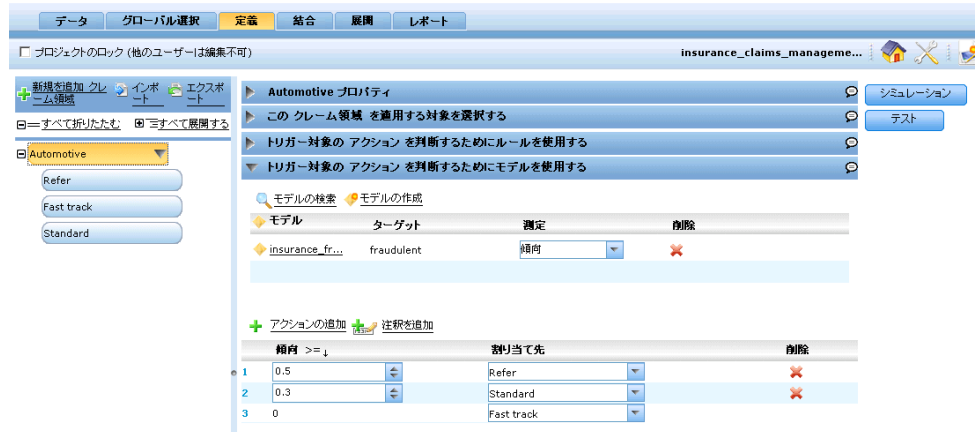 データ グローバル選択 定義 結合 展開 レポート
プロジェクトのロック (他のユーザーは編集不可)
insurance_claims_manageme...
新規を追加 クレーム領域
インポート
エクスポート
すべて折りたたむ すべて展開する
Automotive
Refer
Fast track
Standard
Automotive プロパティ
この クレーム領域 を適用する対象を選択する
トリガー対象の アクション を判断するためにルールを使用する
トリガー対象の アクション を判断するためにモデルを使用する
モデルの検索 モデルの作成
モデル ターゲット 測定 削除
insurance_fr... fraudulent 傾向
アクションの追加 注釈を追加
傾向 >=↓ 割り当て先 削除
1 0.5 Refer
2 0.3 Standard
3 0 Fast track
シミュレーション
テスト